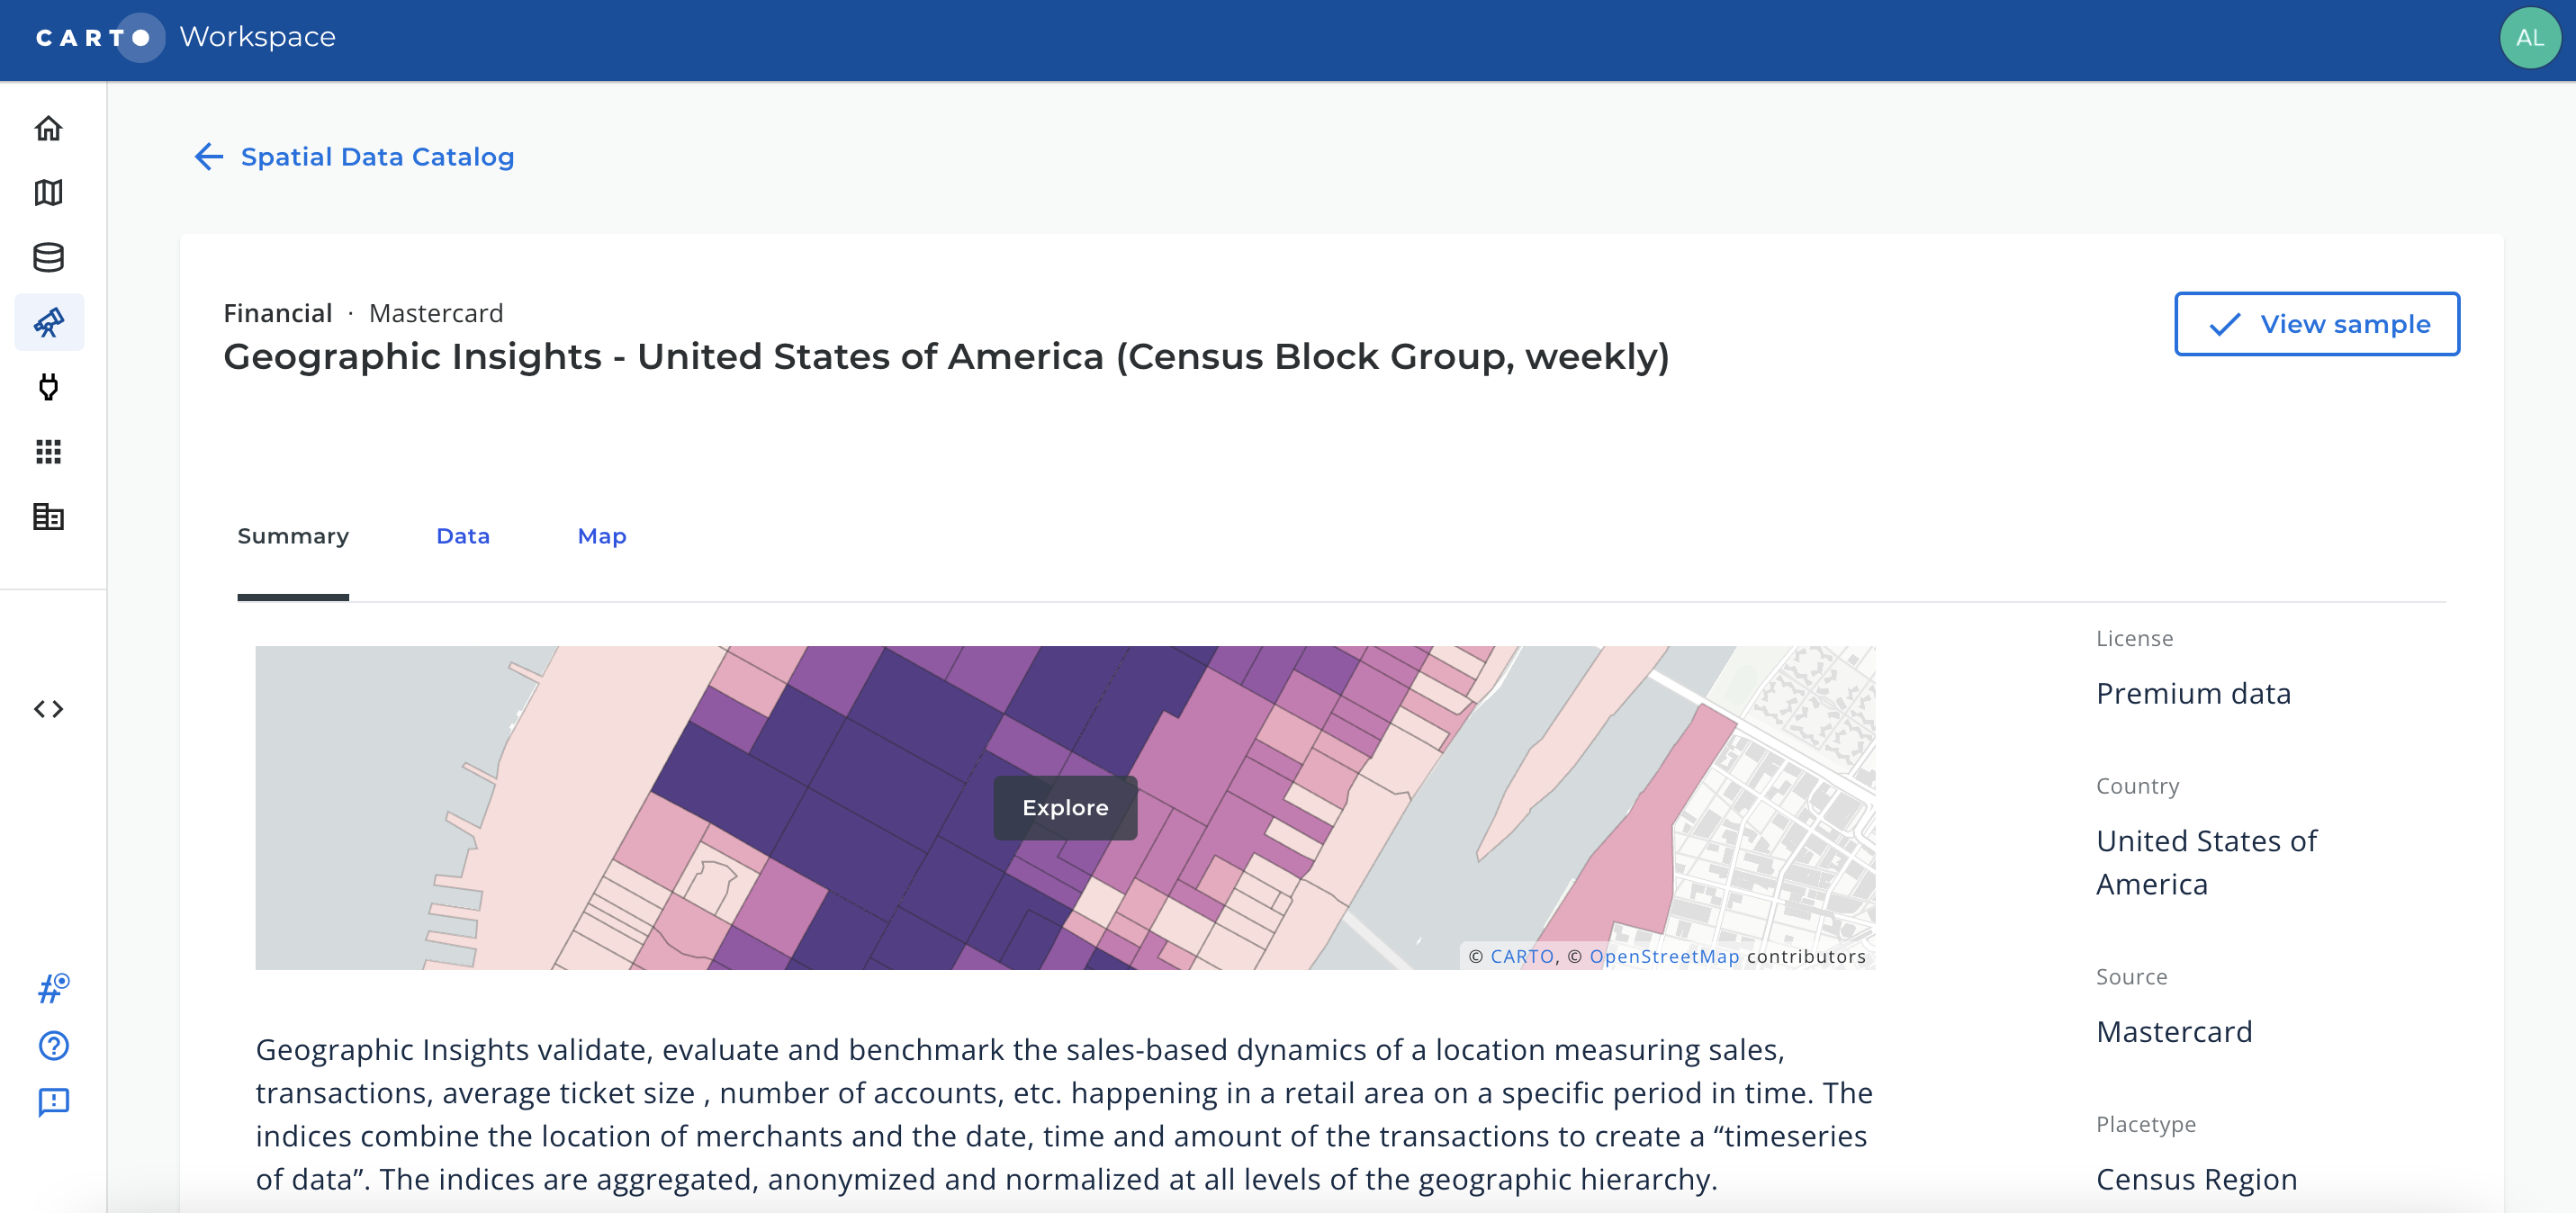 CARTO Workspace
AL
Spatial Data Catalog
Financial · Mastercard
Geographic Insights - United States of America (Census Block Group, weekly)
View sample
Summary
Data
Map
License
Premium data
Country
United States of
America
Source
Mastercard
Placetype
Census Region
Explore
© CARTO, © OpenStreetMap contributors
Geographic Insights validate, evaluate and benchmark the sales-based dynamics of a location measuring sales,
transactions, average ticket size , number of accounts, etc. happening in a retail area on a specific period in time. The
indices combine the location of merchants and the date, time and amount of the transactions to create a “timeseries
of data”. The indices are aggregated, anonymized and normalized at all levels of the geographic hierarchy.